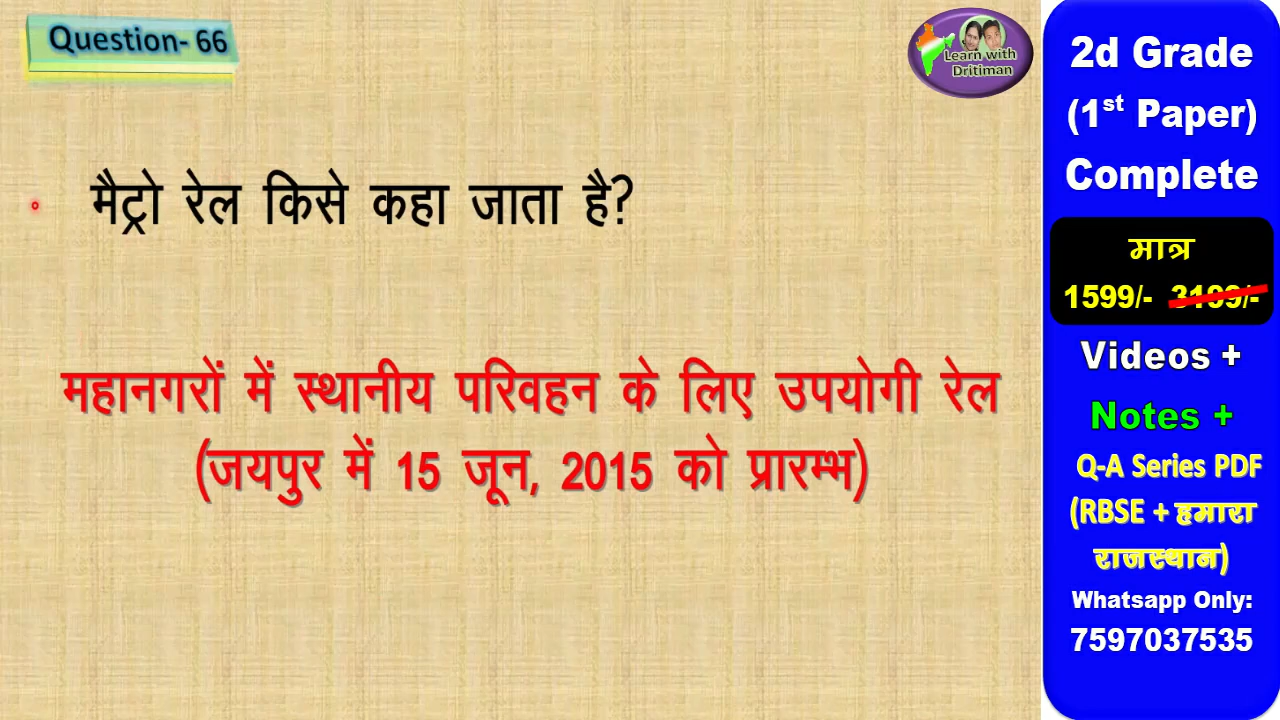 Question- 66
Learn with
Dritiman
मैट्रो रेल किसे कहा जाता है?
महानगरों में स्थानीय परिवहन के लिए उपयोगी रेल
(जयपुर में 15 जून, 2015 को प्रारम्भ)
2d Grade
(1st Paper)
Complete
मात्र
1599/- 3199/-
Videos +
Notes +
Q-A Series PDF
(RBSE + हमारा
राजस्थान)
Whatsapp Only:
7597037535